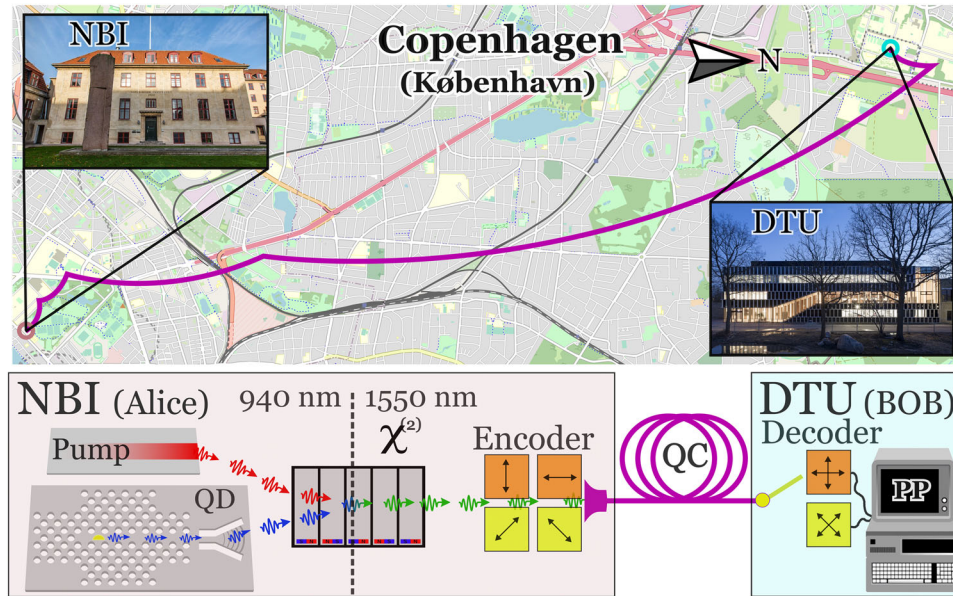 NBI
Copenhagen
(København)
N
DTU
NBI (Alice)
940 nm
1550 nm
χ(2)
Pump
QD
Encoder
QC
DTU (BOB)
Decoder
PP